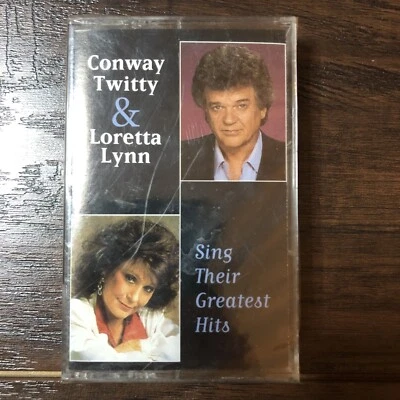 Conway
Twitty
&
Loretta
Lynn
Sing
Their
Greatest
Hits